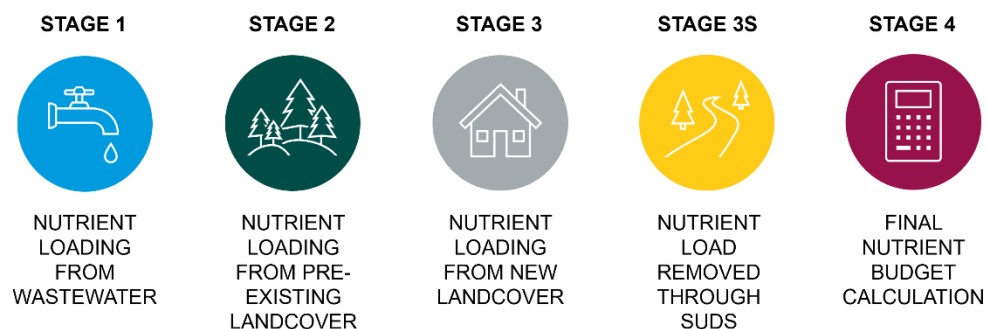 STAGE 1
NUTRIENT
LOADING
FROM
WASTEWATER
STAGE 2
NUTRIENT
LOADING
FROM PRE-
EXISTING
LANDCOVER
STAGE 3
NUTRIENT
LOADING
FROM NEW
LANDCOVER
STAGE 3S
NUTRIENT
LOAD
REMOVED
THROUGH
SUDS
STAGE 4
FINAL
NUTRIENT
BUDGET
CALCULATION